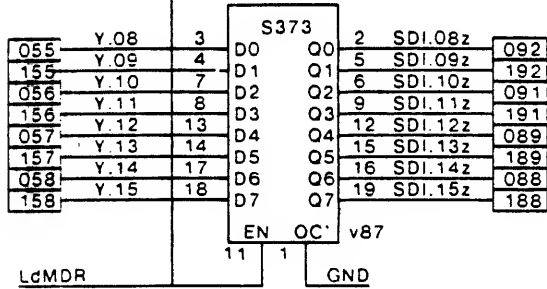 S373
055 Y.08 3 D0 Q0 2 SDI.08z 092
155 Y.09 4 D1 Q1 5 SDI.09z 192
056 Y.10 7 D2 Q2 6 SDI.10z 091
156 Y.11 8 D3 Q3 9 SDI.11z 191
057 Y.12 13 D4 Q4 12 SDI.12z 089
157 Y.13 14 D5 Q5 15 SDI.13z 189
058 Y.14 17 D6 Q6 16 SDI.14z 088
158 Y.15 18 D7 Q7 19 SDI.15z 188
EN OC' v87
11 1
LdMDR GND